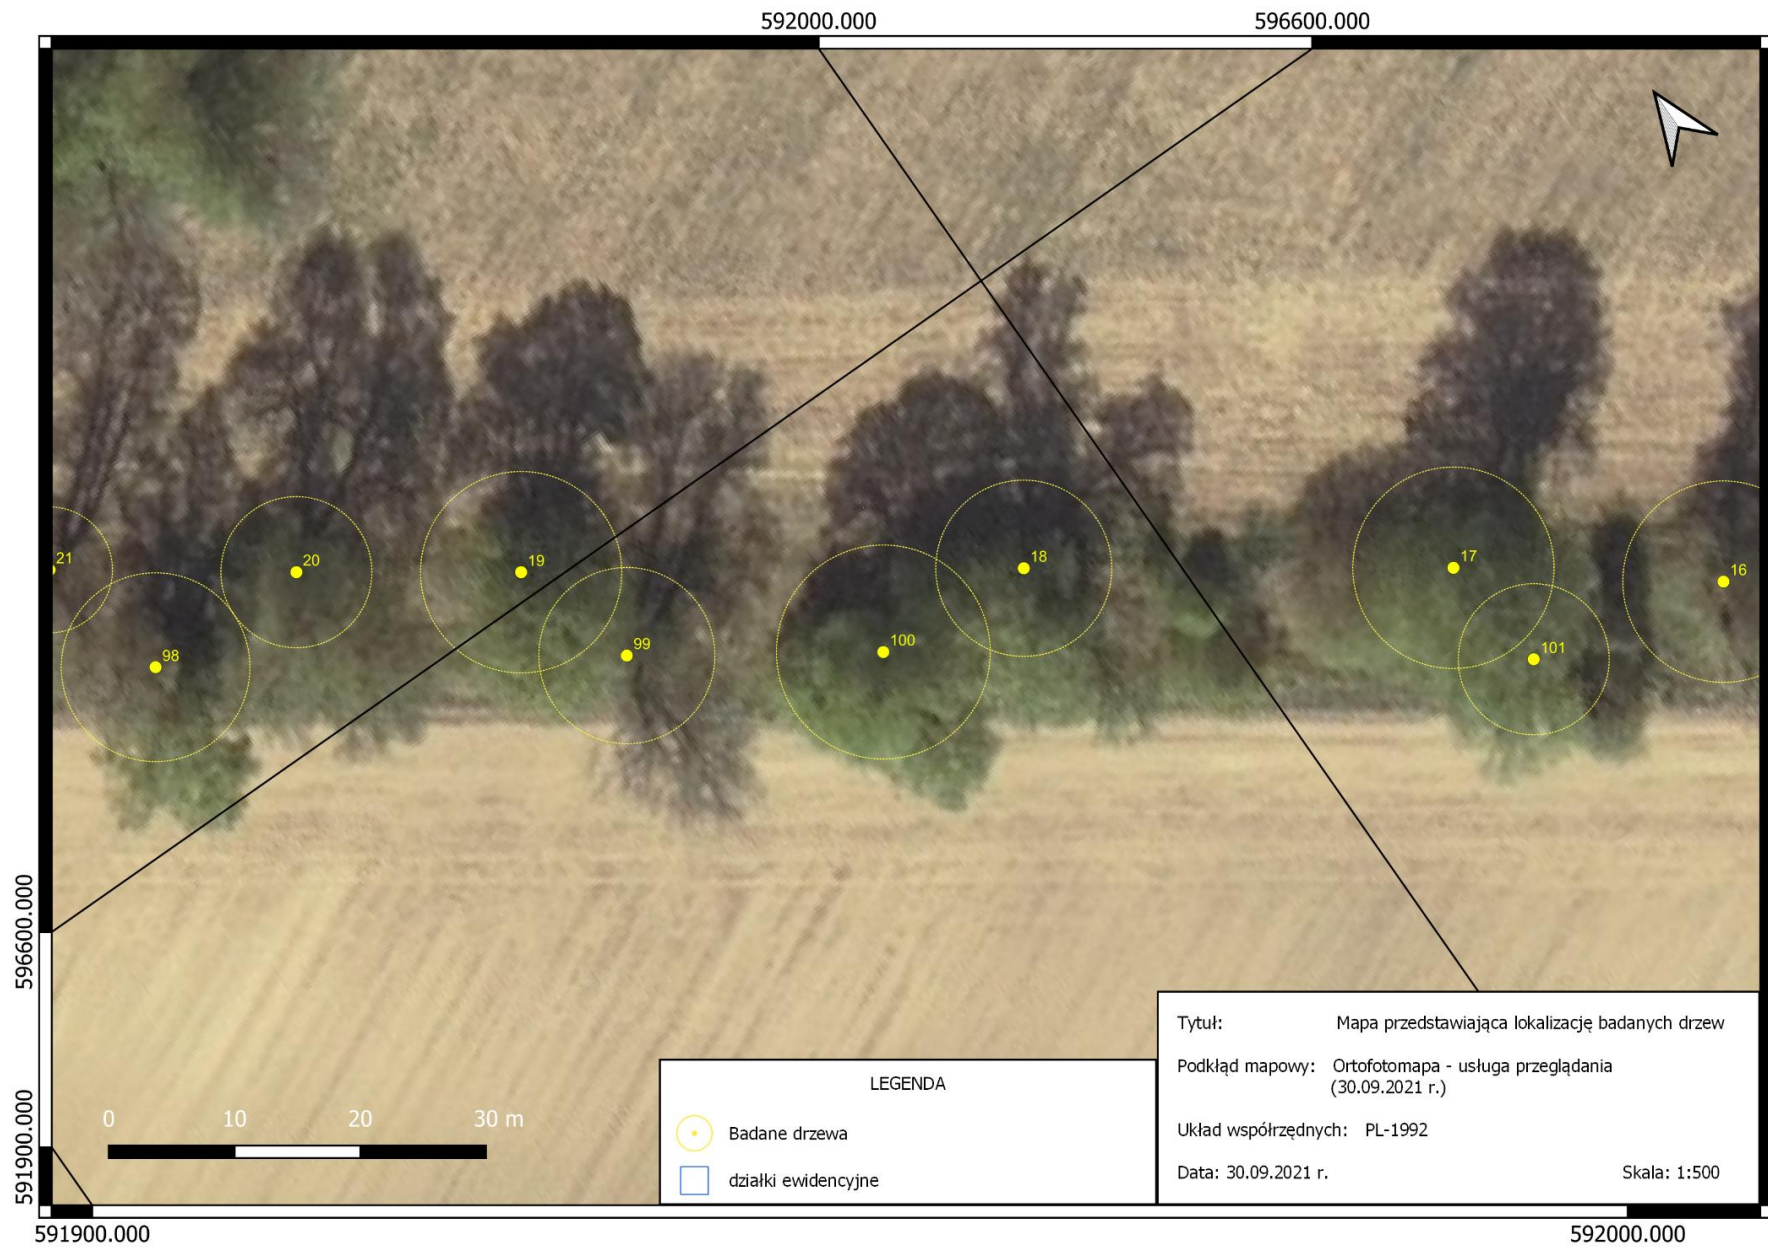 592000.000
596600.000
21
20
19
18
17
16
98
99
100
101
596600.000
591900.000
0 10 20 30 m
LEGENDA
Badane drzewa
działki ewidencyjne
Tytuł: Mapa przedstawiająca lokalizację badanych drzew
Podkłąd mapowy: Ortofotomapa - usługa przeglądania
(30.09.2021 r.)
Układ współrzędnych: PL-1992
Data: 30.09.2021 r. Skala: 1:500
591900.000
592000.000